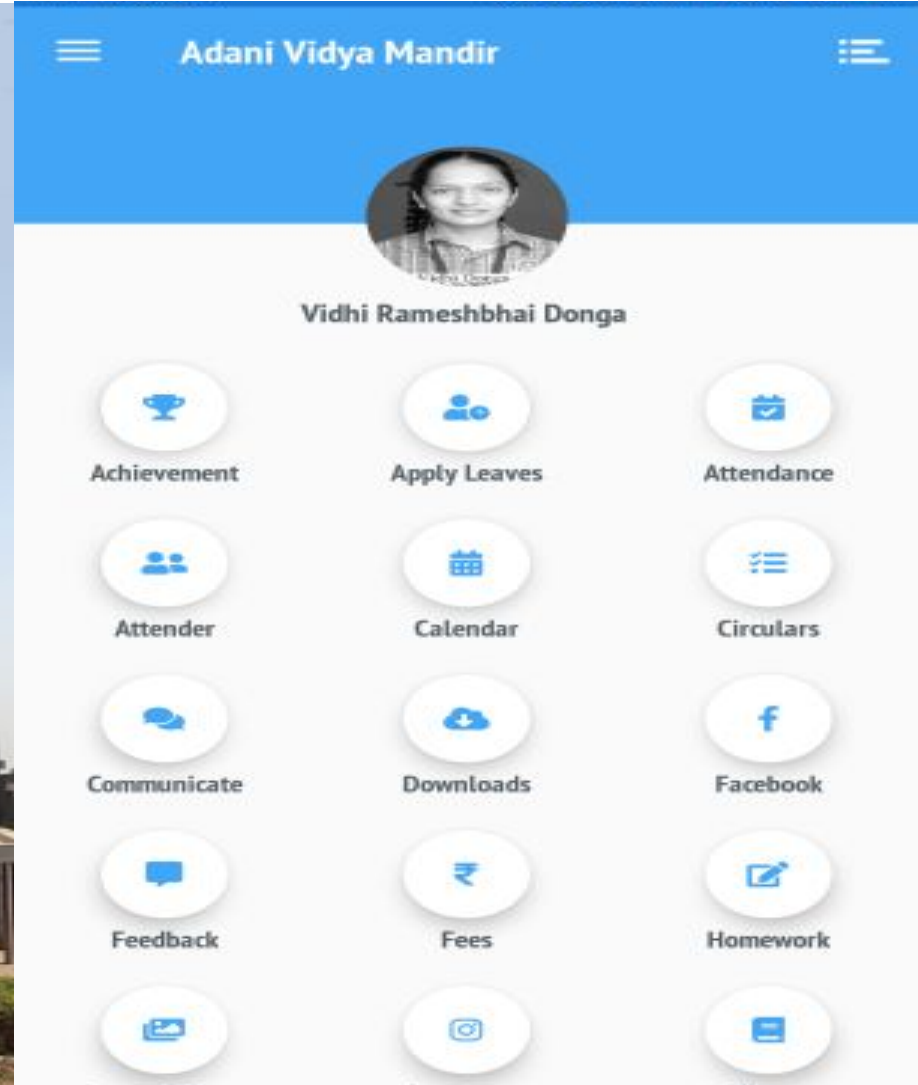 Adani Vidya Mandir
Vidhi Rameshbhai Donga
Achievement Apply Leaves Attendance
Attender Calendar Circulars
Communicate Downloads Facebook
Feedback Fees Homework